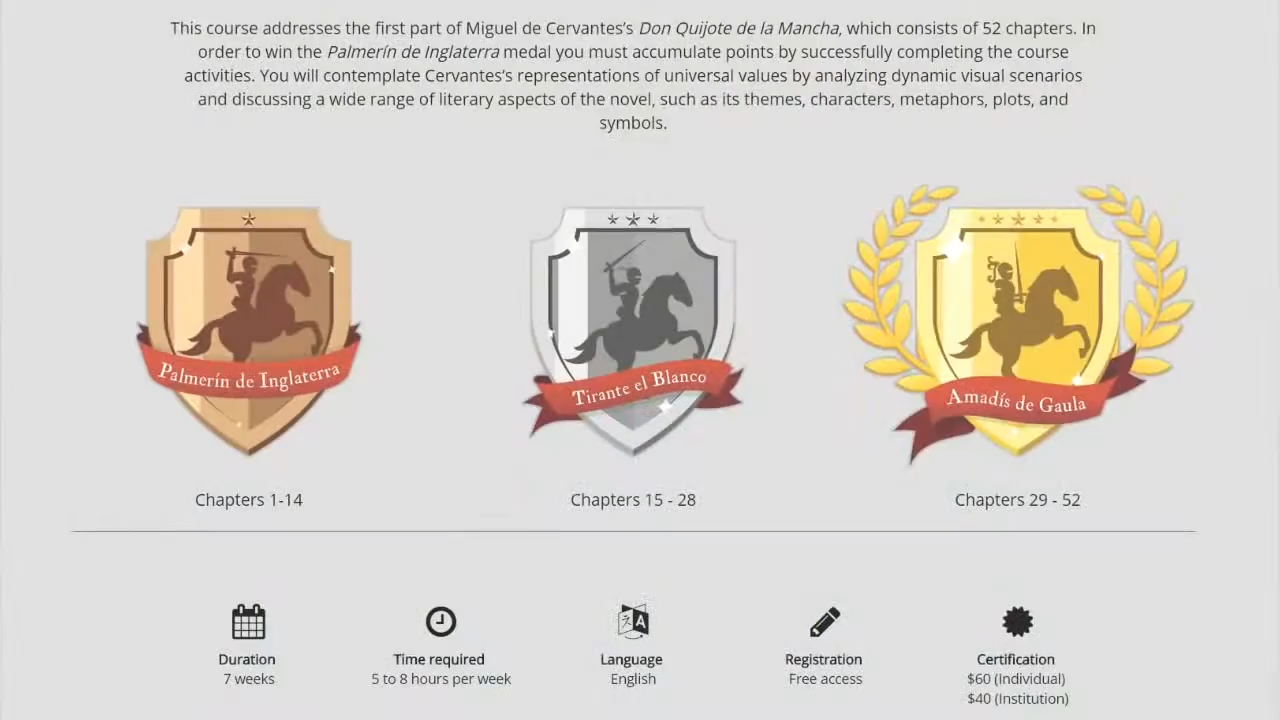 This course addresses the first part of Miguel de Cervantes's Don Quijote de la Mancha, which consists of 52 chapters. In
order to win the Palmerín de Inglaterra medal you must accumulate points by successfully completing the course
activities. You will contemplate Cervantes's representations of universal values by analyzing dynamic visual scenarios
and discussing a wide range of literary aspects of the novel, such as its themes, characters, metaphors, plots, and
symbols.
Palmerín de Inglaterra
Tirante el Blanco
Amadís de Gaula
Chapters 1-14
Chapters 15 - 28
Chapters 29 - 52
A
Duration
Time required
Language
Registration
Certification
7 weeks
5 to 8 hours per week
English
Free access
$60 (Individual)
$40 (Institution)